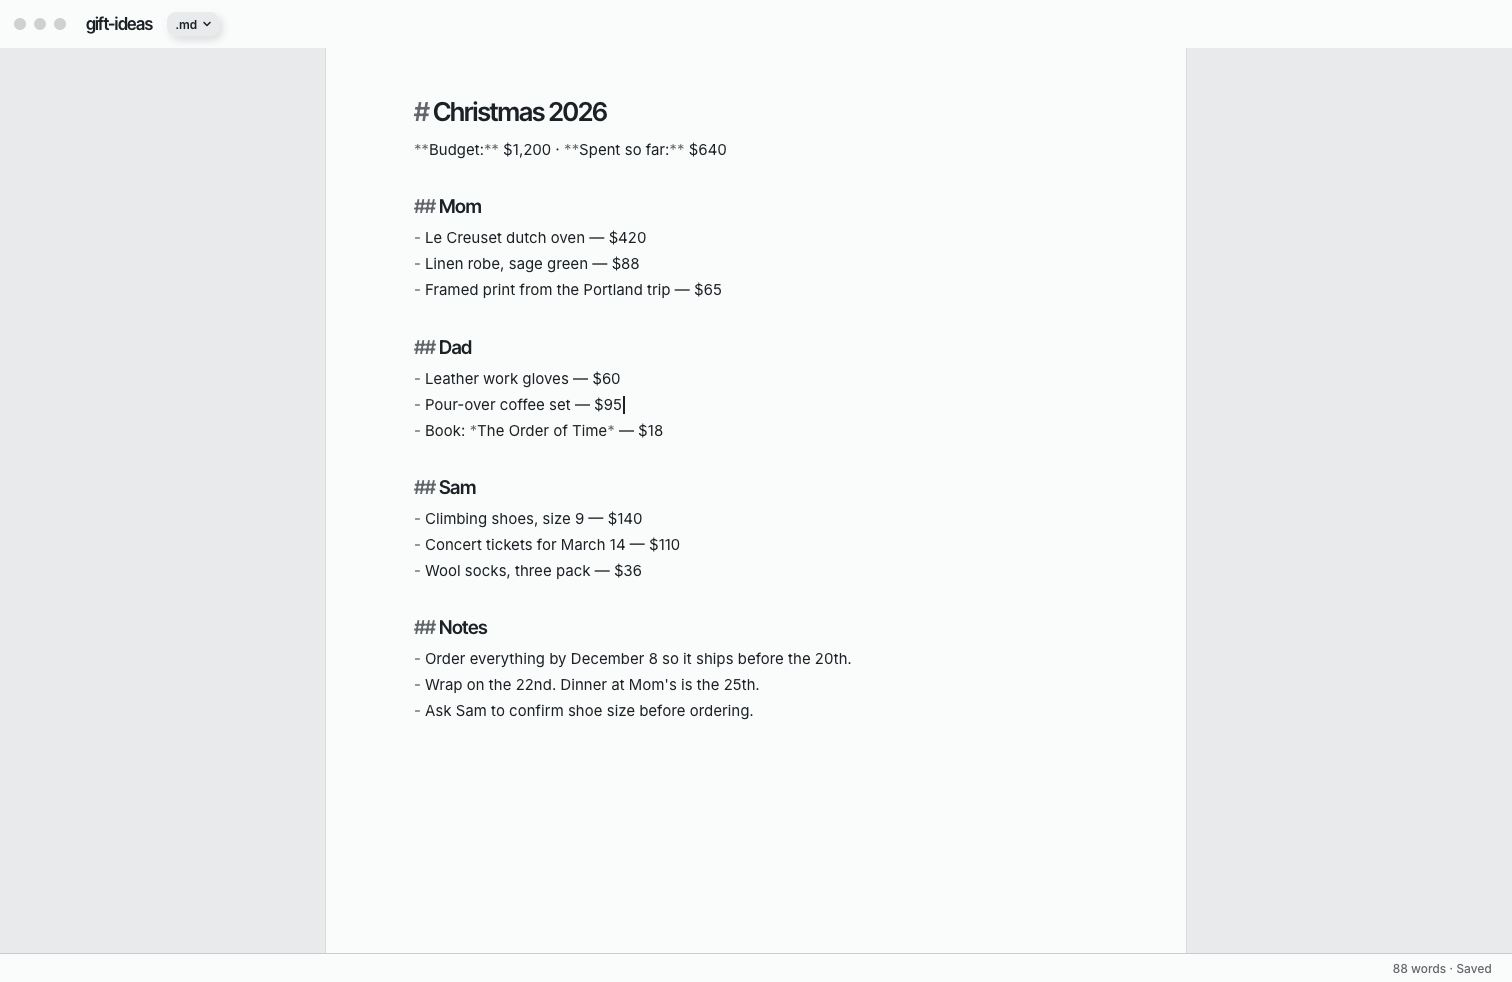 gift-ideas .md
# Christmas 2026
**Budget:** $1,200 · **Spent so far:** $640
## Mom
- Le Creuset dutch oven — $420
- Linen robe, sage green — $88
- Framed print from the Portland trip — $65
## Dad
- Leather work gloves — $60
- Pour-over coffee set — $95
- Book: *The Order of Time* — $18
## Sam
- Climbing shoes, size 9 — $140
- Concert tickets for March 14 — $110
- Wool socks, three pack — $36
## Notes
- Order everything by December 8 so it ships before the 20th.
- Wrap on the 22nd. Dinner at Mom's is the 25th.
- Ask Sam to confirm shoe size before ordering.
88 words · Saved